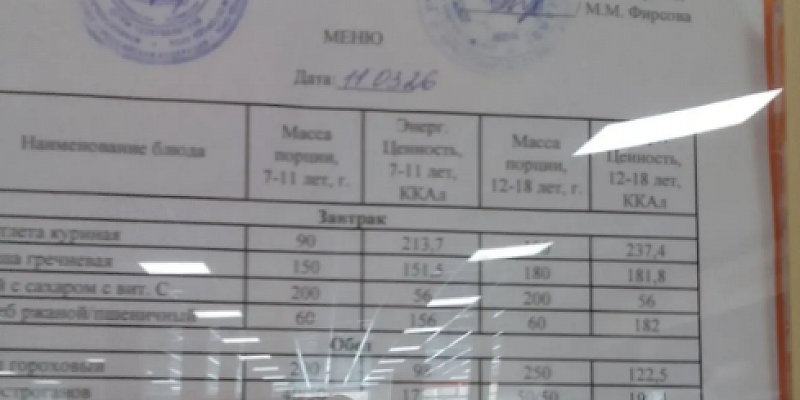 / М.М. Фирсова
МЕНЮ
Дата: 11 03 26
Наименование блюда Масса порции, 7-11 лет, г. Энерг. Ценность, 7-11 лет, ККАл Масса порции, 12-18 лет, г. Ценность, 12-18 лет, ККАл
Завтрак
тлета куриная 90 213,7 237,4
ша гречневая 150 151,5 180 181,8
й с сахаром с вит. С 200 56 200 56
еб ржаной/пшеничный 60 156 60 182
Обед
гороховый 250 122,5
строганов 50/50